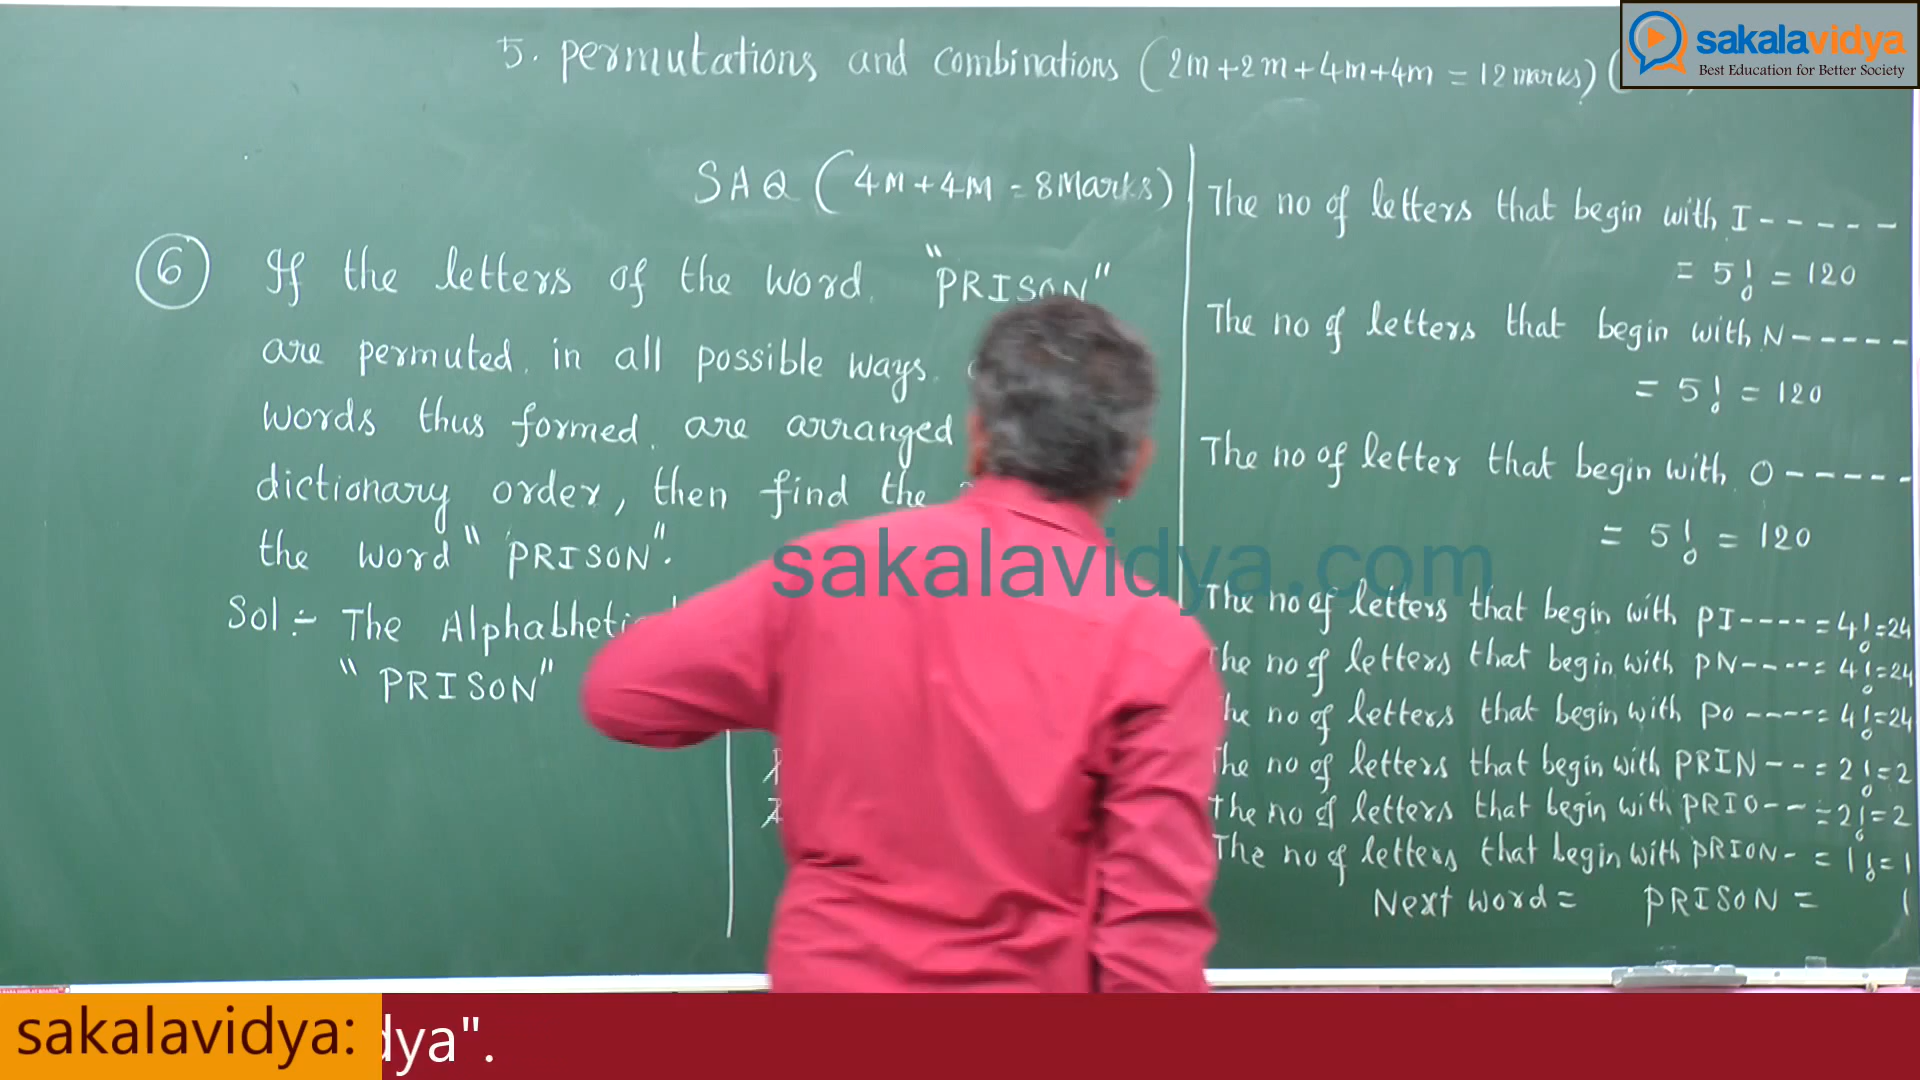 5. permutations and combinations (2m+2m+4m+4m = 12marks) (
sakalavidya
Best Education for Better Society
SAQ (4M+4M = 8Marks)
6 If the letters of the word "PRISON"
are permuted in all possible ways
words thus formed are arranged
dictionary order, then find the
the word "PRISON".
Sol :- The Alphabheti
"PRISON"
The no of letters that begin with I-----
= 5! = 120
The no of letters that begin with N-----
= 5! = 120
The no of letter that begin with O-----
= 5! = 120
The no of letters that begin with PI----=4!=24
The no of letters that begin with PN----=4!=24
The no of letters that begin with PO----=4!=24
The no of letters that begin with PRIN--=2!=2
The no of letters that begin with PRIO--=2!=2
The no of letters that begin with PRION-=1!=1
Next word = PRISON = 1
sakalavidya.com
sakalavidya: dya".